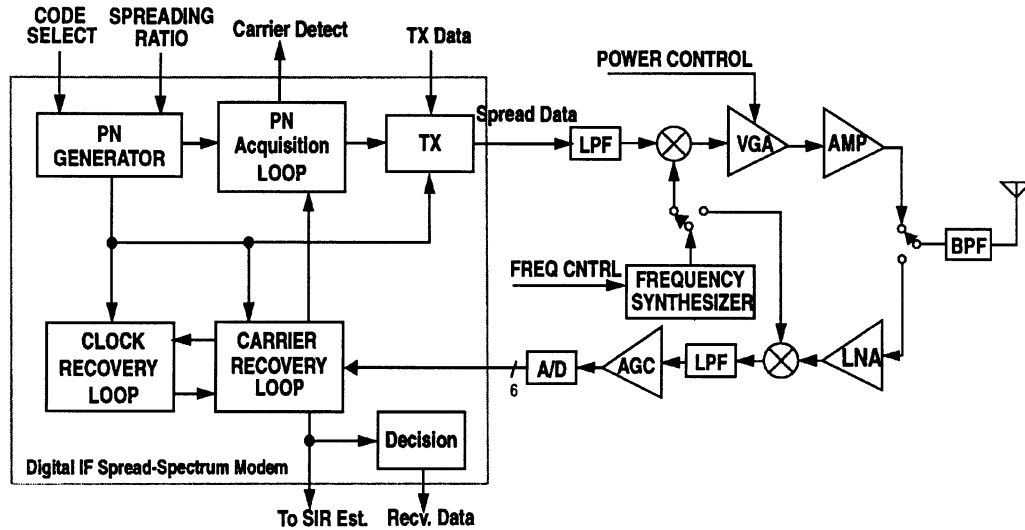 CODE
SELECT
SPREADING
RATIO
Carrier Detect
TX Data
POWER CONTROL
PN
GENERATOR
PN
Acquisition
LOOP
TX
Spread Data
LPF
VGA
AMP
BPF
FREQ CNTRL
FREQUENCY
SYNTHESIZER
CLOCK
RECOVERY
LOOP
CARRIER
RECOVERY
LOOP
6
A/D
AGC
LPF
LNA
Decision
Digital IF Spread-Spectrum Modem
To SIR Est.
Recv. Data